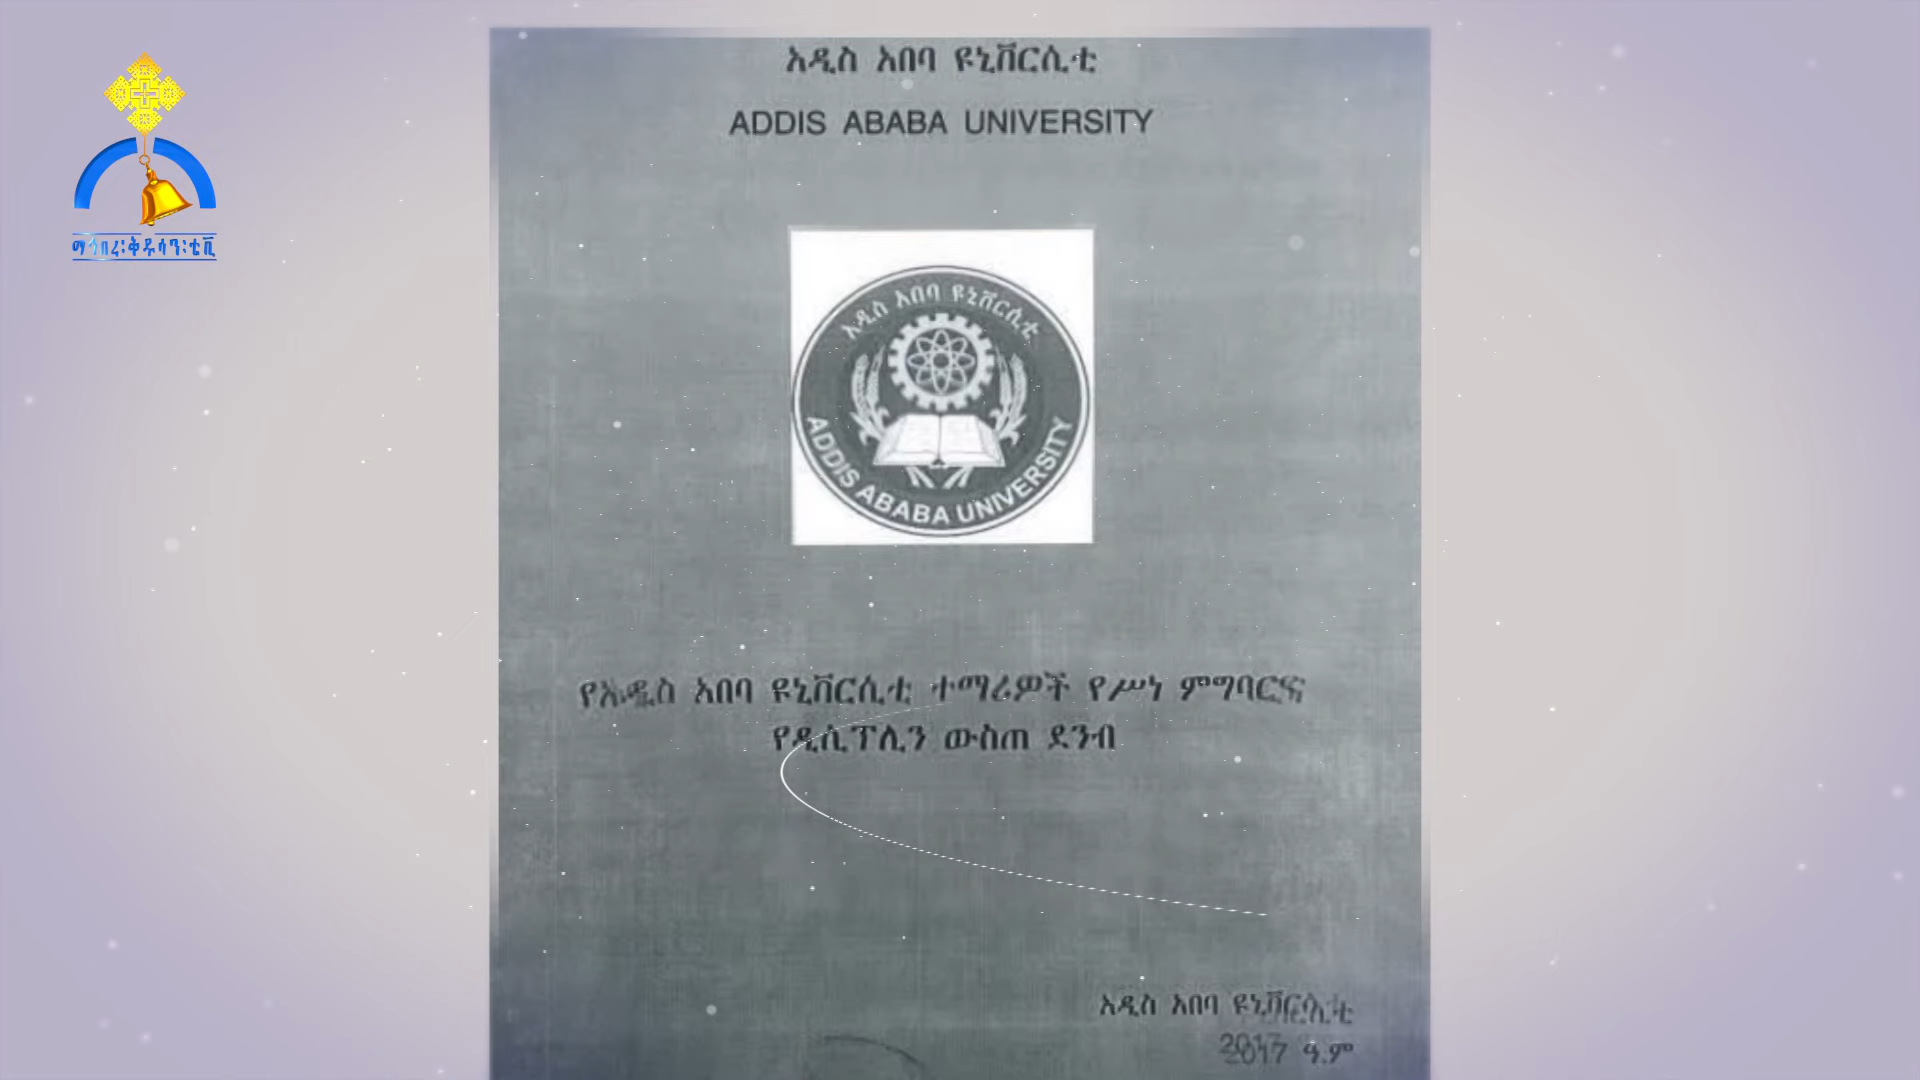 ማኅበረ፡ቅዱሳን፡ቲቪ
አዲስ አበባ ዩኒቨርሲቲ
ADDIS ABABA UNIVERSITY
አዲስ አበባ ዩኒቨርሲቲ
ADDIS ABABA UNIVERSITY
የአዲስ አበባ ዩኒቨርሲቲ ተማሪዎች የሥነ ምግባርና
የዲሲፕሊን ውስጠ ደንብ
አዲስ አበባ ዩኒቨርሲቲ
2017 ዓ.ም